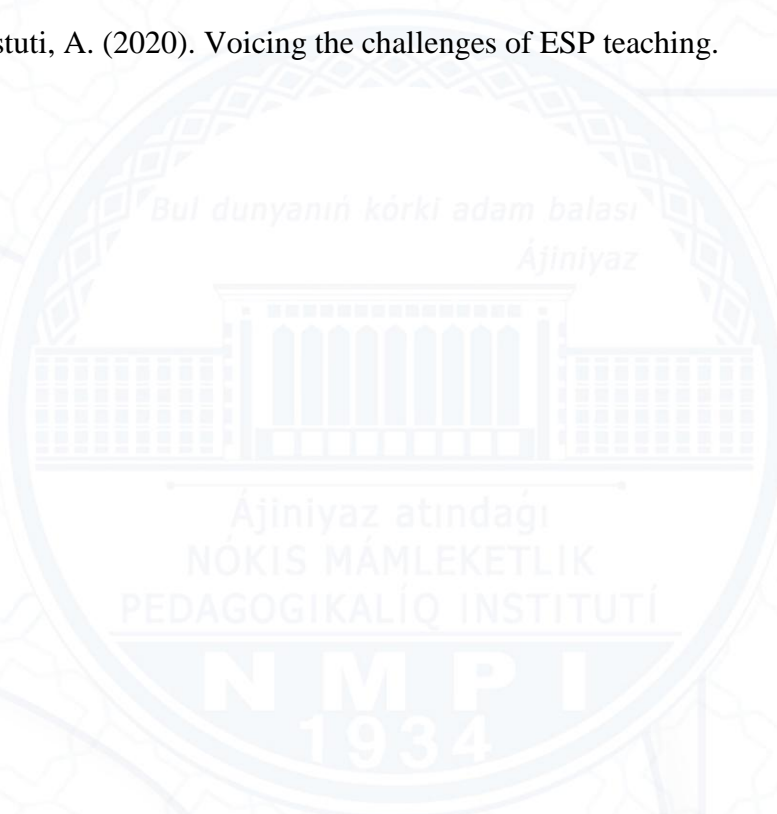 stuti, A. (2020). Voicing the challenges of ESP teaching.
Bul dunyanıń kórki adam balası
Ájiniyaz
Ájiniyaz atındaǵı
NÓKIS MÁMLEKETLIK
PEDAGOGIKALÍQ INSTITUTÍ
NMPI
1934